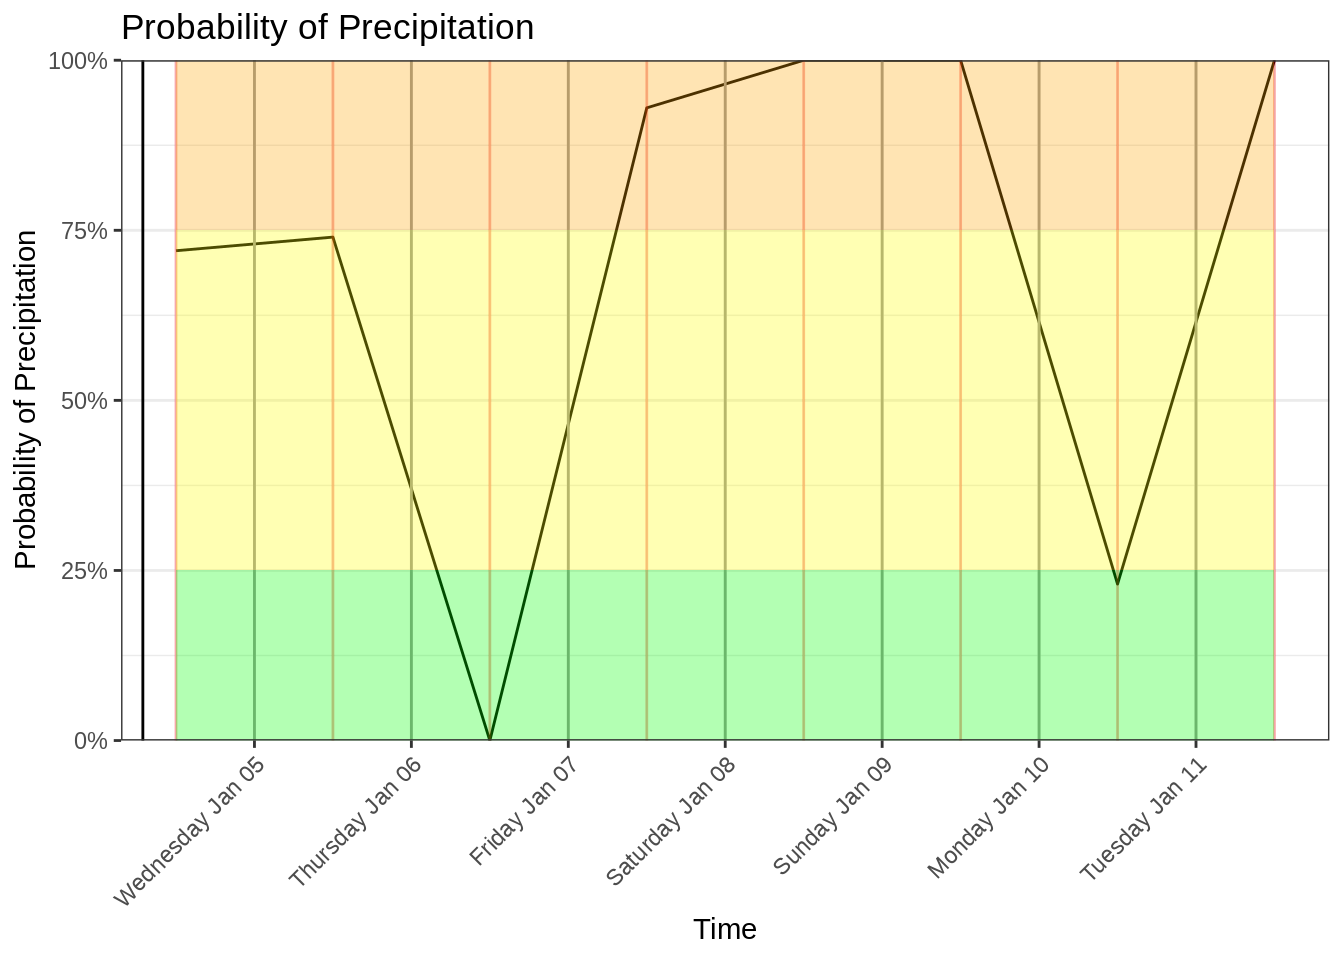 Probability of Precipitation
Probability of Precipitation
100%
75%
50%
25%
0%
Wednesday Jan 05
Thursday Jan 06
Friday Jan 07
Saturday Jan 08
Sunday Jan 09
Monday Jan 10
Tuesday Jan 11
Time